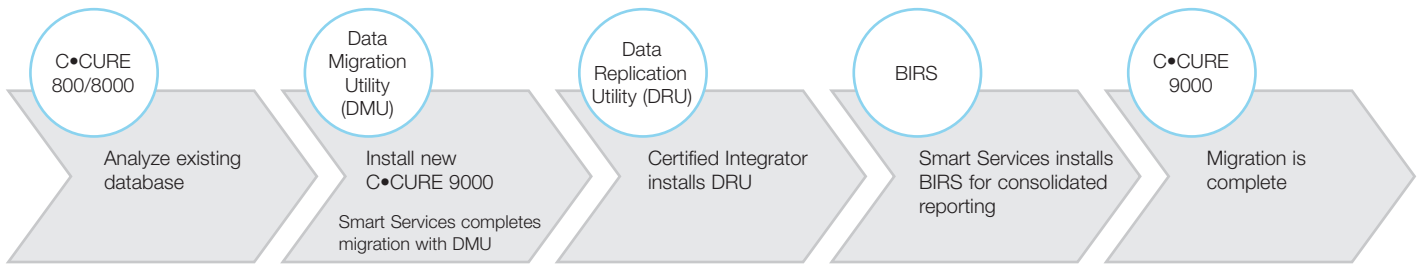 C•CURE
800/8000
Analyze existing
database
Data
Migration
Utility
(DMU)
Install new
C•CURE 9000
Smart Services completes
migration with DMU
Data
Replication
Utility (DRU)
Certified Integrator
installs DRU
BIRS
Smart Services installs
BIRS for consolidated
reporting
C•CURE
9000
Migration is
complete